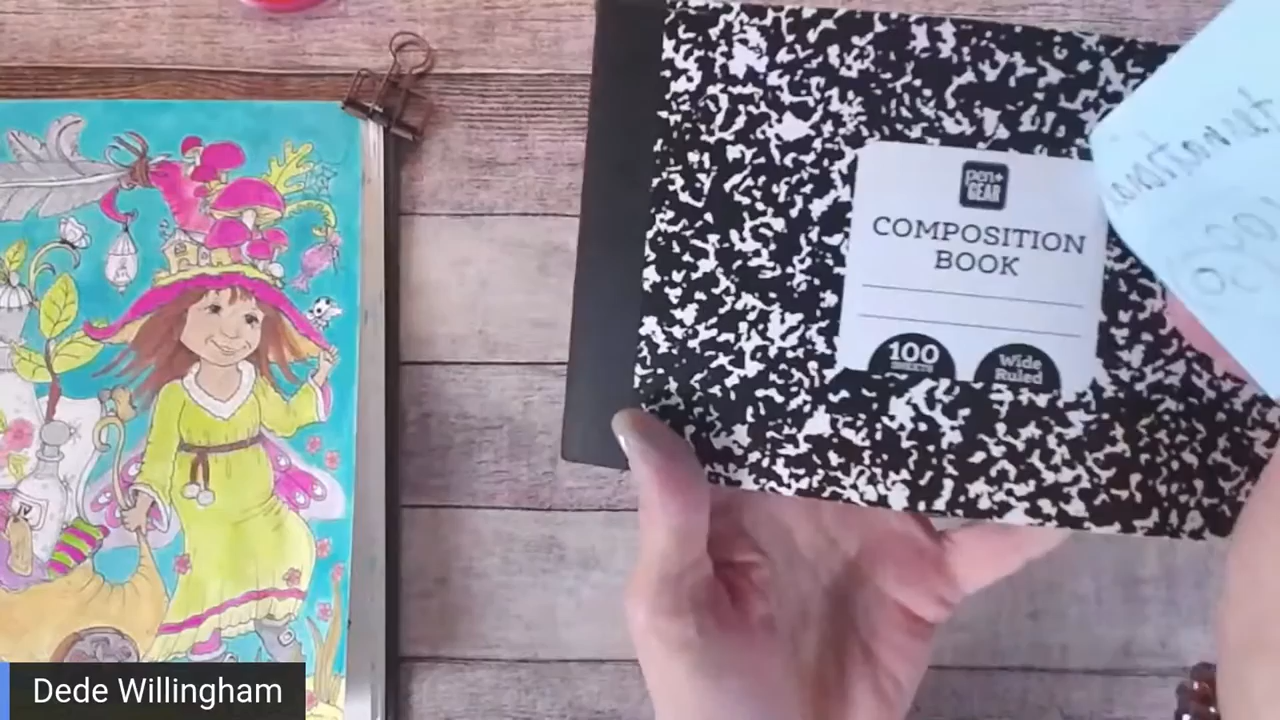 pen+
GEAR
COMPOSITION
BOOK
100
SHEETS
Wide
Ruled
Dede Willingham